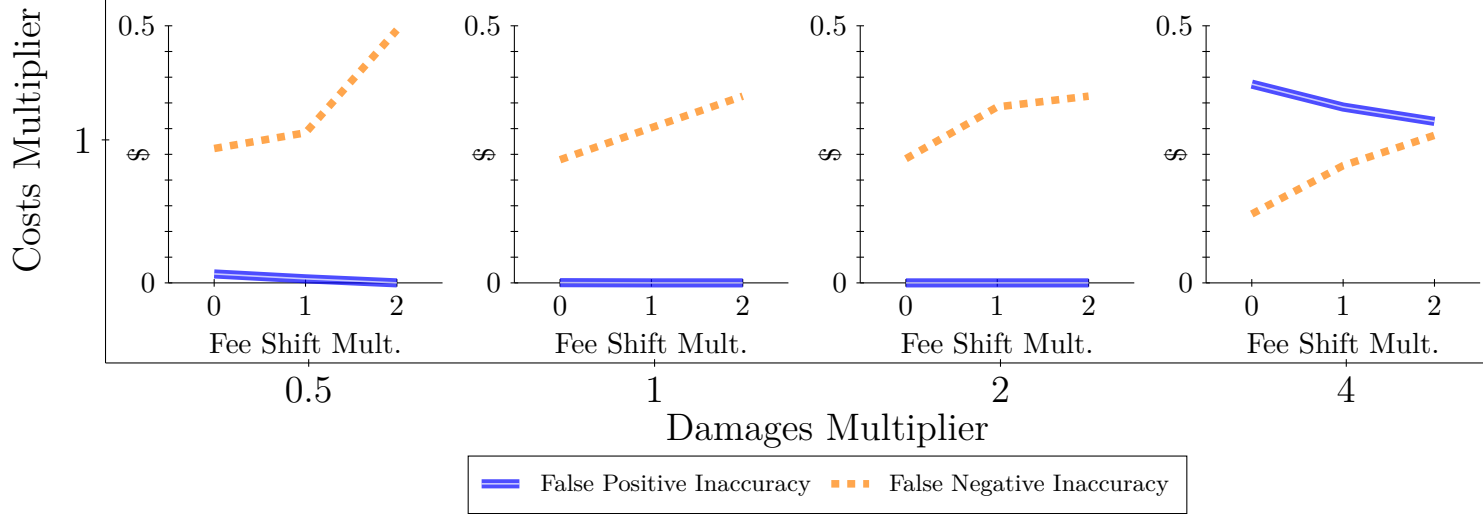 Costs Multiplier
1
0.5
$
0
0 1 2
Fee Shift Mult.
0.5
$
0
0 1 2
Fee Shift Mult.
0.5
$
0
0 1 2
Fee Shift Mult.
0.5
$
0
0 1 2
Fee Shift Mult.
0.5 1 2 4
Damages Multiplier
False Positive Inaccuracy False Negative Inaccuracy